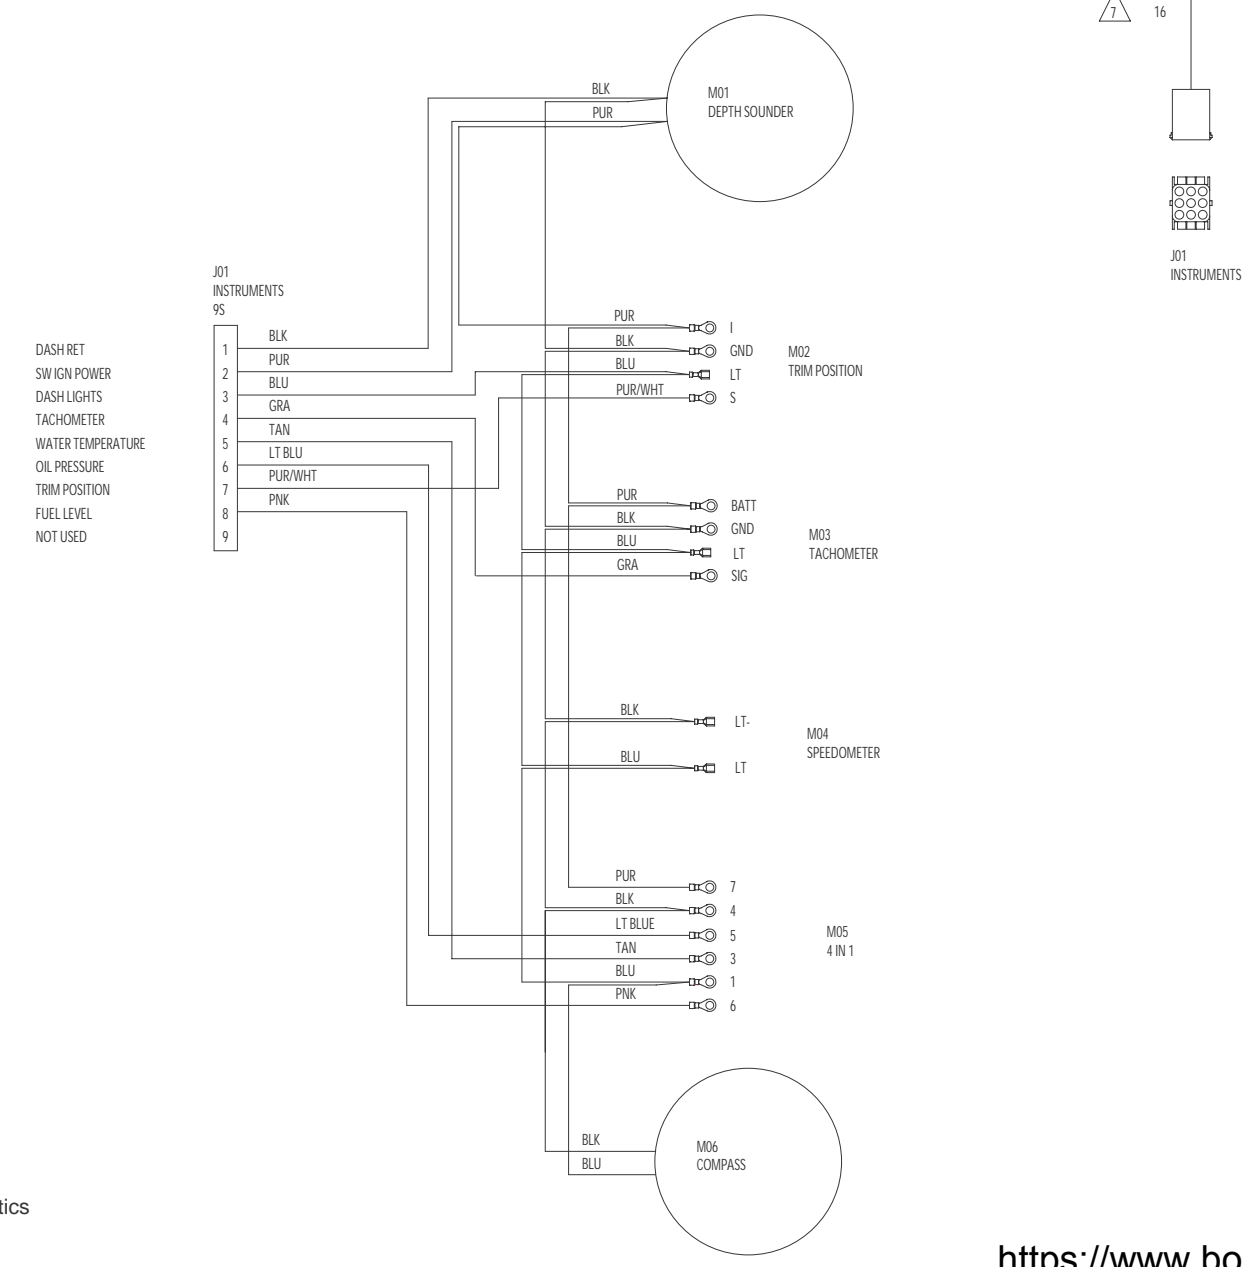 7
16
BLK
PUR
M01
DEPTH SOUNDER
J01
INSTRUMENTS
J01
INSTRUMENTS
9S
DASH RET
1
BLK
SW IGN POWER
2
PUR
DASH LIGHTS
3
BLU
TACHOMETER
4
GRA
WATER TEMPERATURE
5
TAN
OIL PRESSURE
6
LT BLU
TRIM POSITION
7
PUR/WHT
FUEL LEVEL
8
PNK
NOT USED
9
PUR
I
BLK
GND
BLU
LT
PUR/WHT
S
M02
TRIM POSITION
PUR
BATT
BLK
GND
BLU
LT
GRA
SIG
M03
TACHOMETER
BLK
LT-
BLU
LT
M04
SPEEDOMETER
PUR
7
BLK
4
LT BLUE
5
TAN
3
BLU
1
PNK
6
M05
4 IN 1
BLK
BLU
M06
COMPASS
tics
https://www.bo